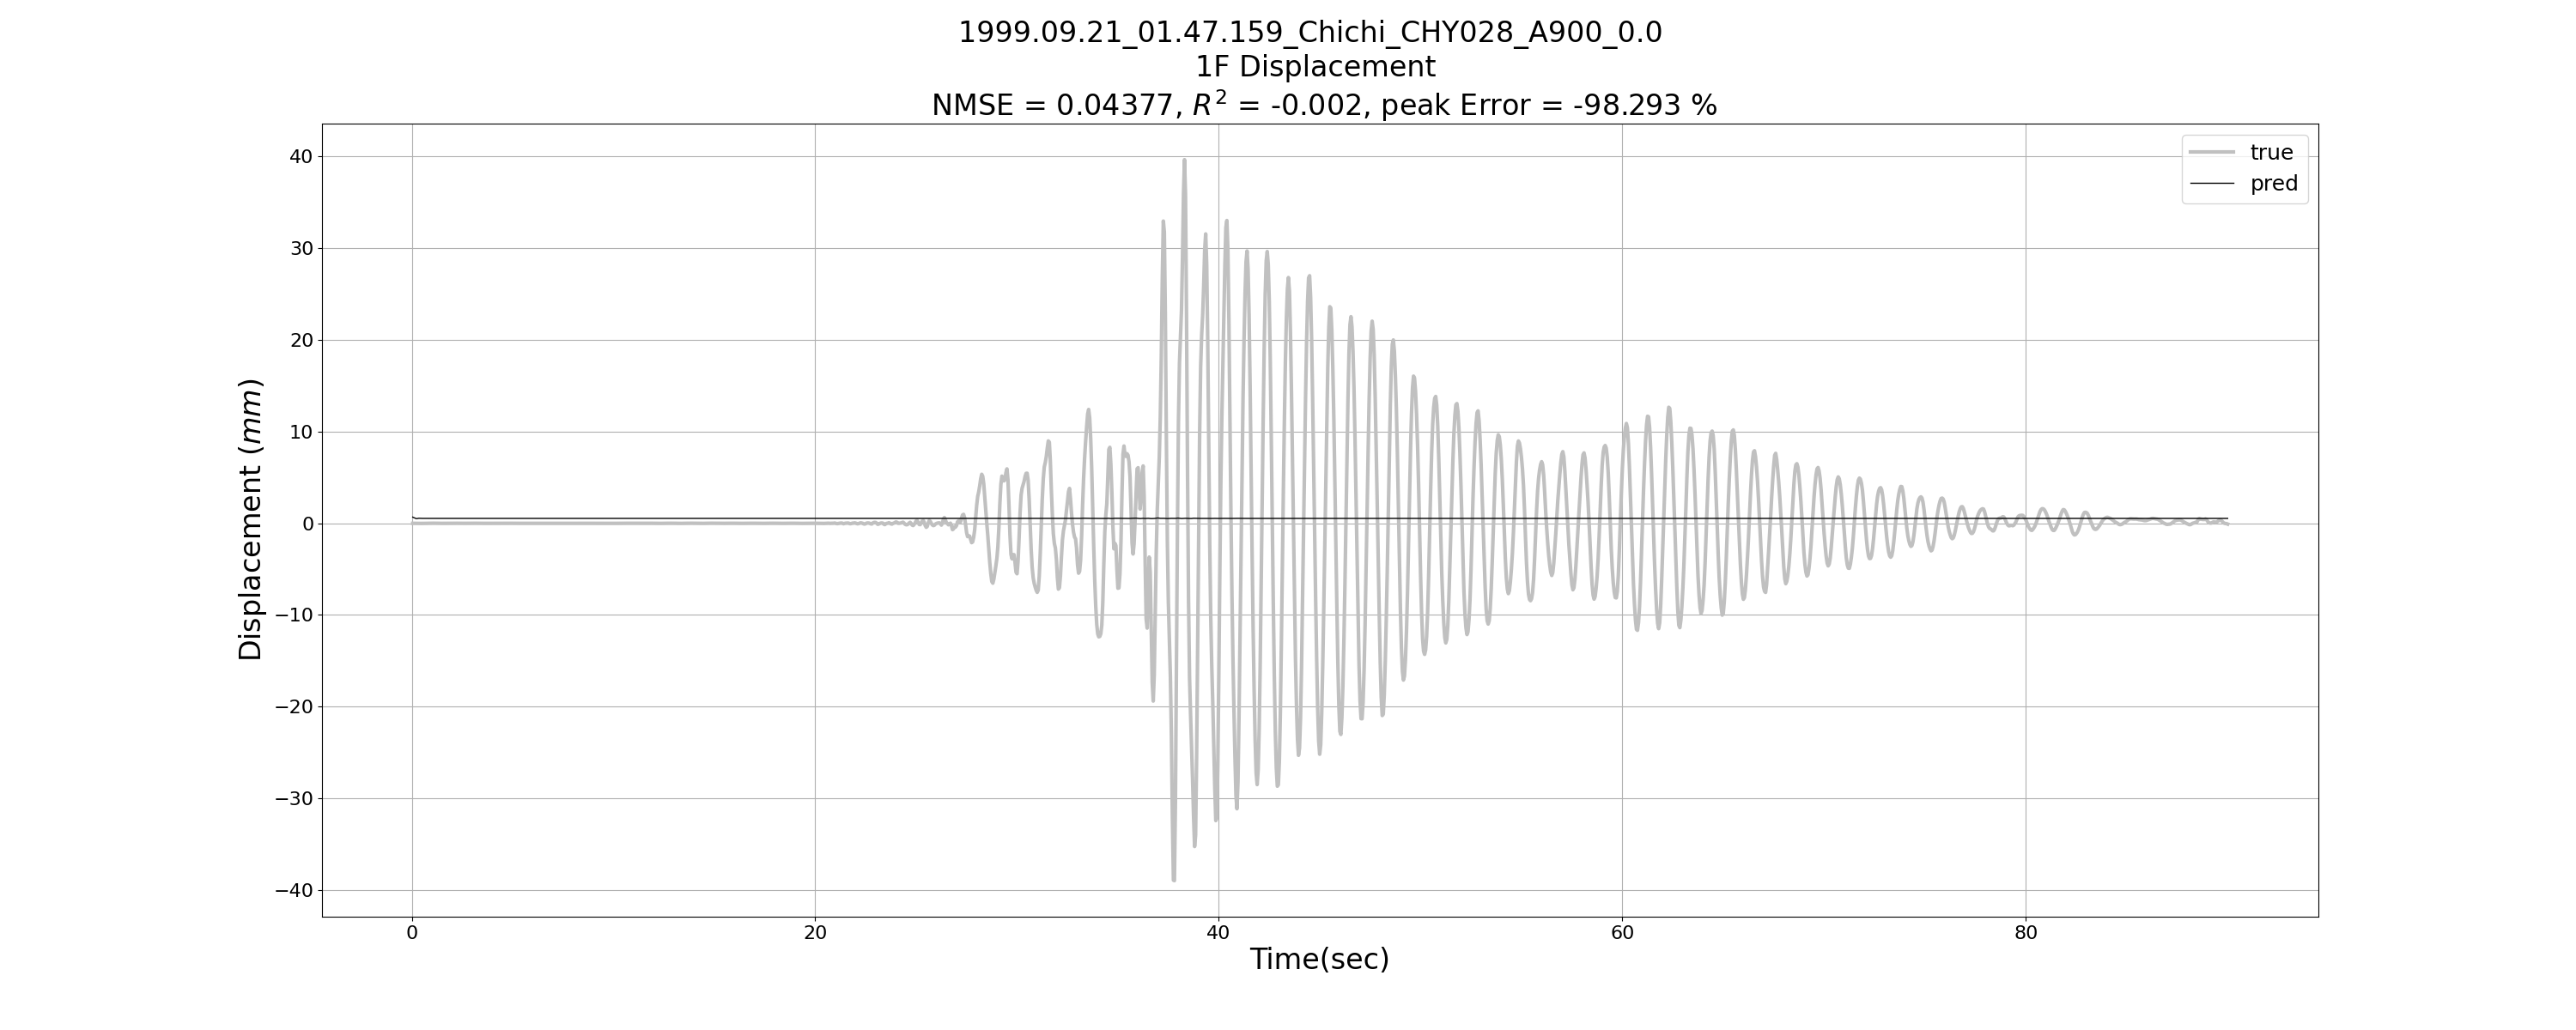 1999.09.21_01.47.159_Chichi_CHY028_A900_0.0
1F Displacement
NMSE = 0.04377, R² = -0.002, peak Error = -98.293 %
true
pred
40
30
20
10
0
−10
−20
−30
−40
Displacement (mm)
0 20 40 60 80
Time(sec)